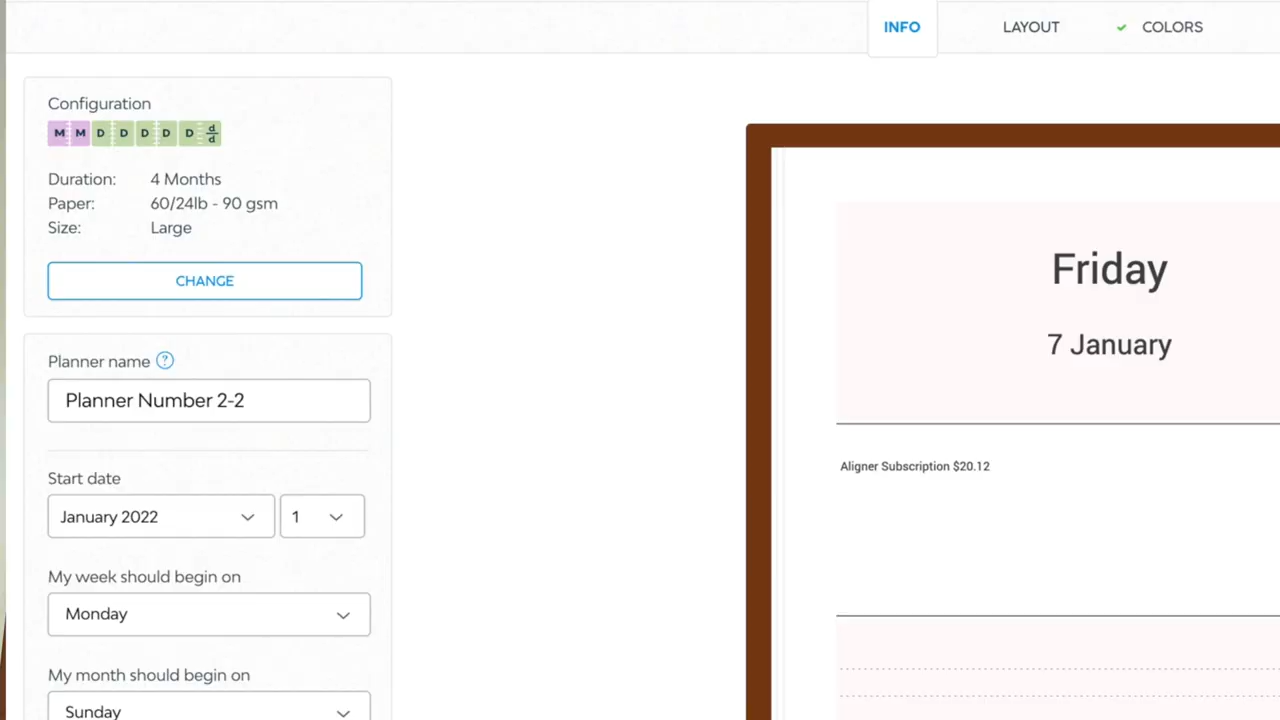 INFO LAYOUT COLORS
Configuration
M M D D D D D d/d
Duration: 4 Months
Paper: 60/24lb - 90 gsm
Size: Large
CHANGE
Planner name ?
Planner Number 2-2
Start date
January 2022 1
My week should begin on
Monday
My month should begin on
Sunday
Friday
7 January
Aligner Subscription $20.12